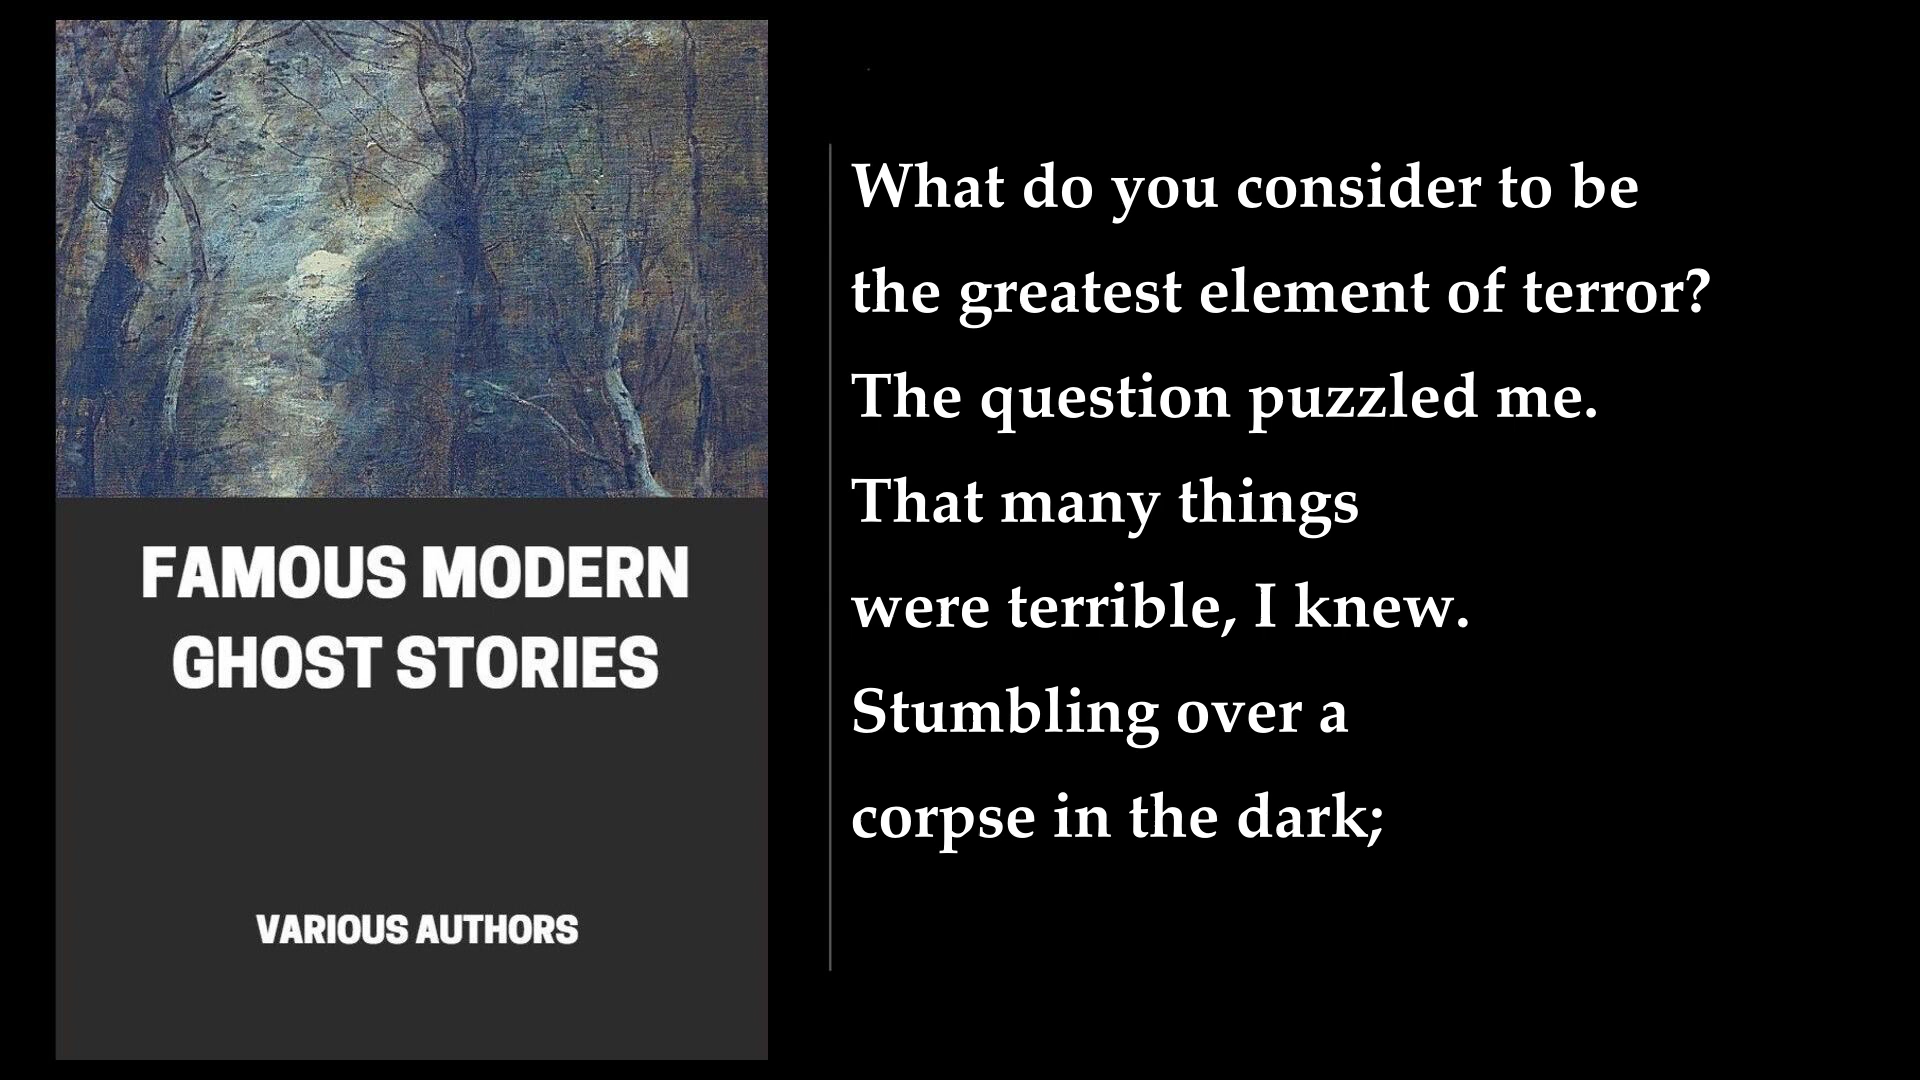 FAMOUS MODERN
GHOST STORIES
VARIOUS AUTHORS
What do you consider to be
the greatest element of terror?
The question puzzled me.
That many things
were terrible, I knew.
Stumbling over a
corpse in the dark;